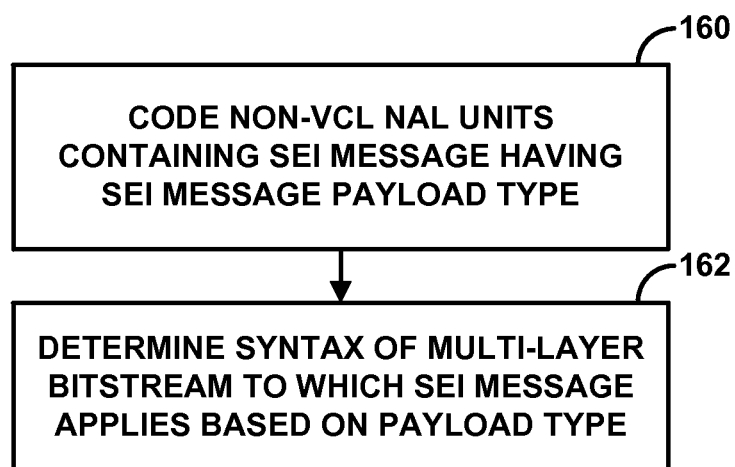 160
CODE NON-VCL NAL UNITS
CONTAINING SEI MESSAGE HAVING
SEI MESSAGE PAYLOAD TYPE
162
DETERMINE SYNTAX OF MULTI-LAYER
BITSTREAM TO WHICH SEI MESSAGE
APPLIES BASED ON PAYLOAD TYPE